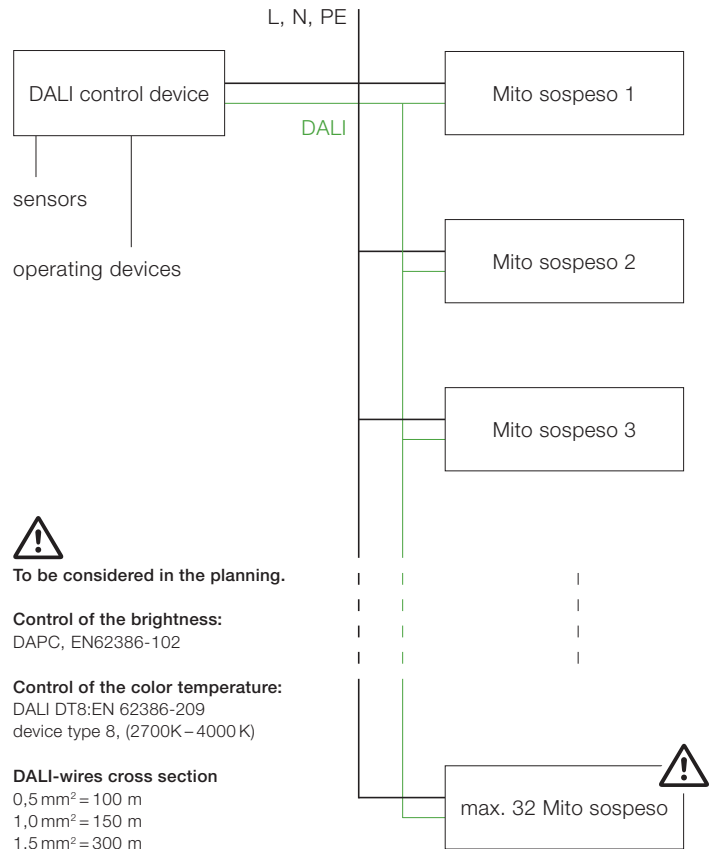 L, N, PE
DALI control device
Mito sospeso 1
DALI
sensors
Mito sospeso 2
operating devices
Mito sospeso 3
To be considered in the planning.
Control of the brightness:
DAPC, EN62386-102
Control of the color temperature:
DALI DT8:EN 62386-209
device type 8, (2700K – 4000 K)
DALI-wires cross section
0,5 mm² = 100 m
1,0 mm² = 150 m
1,5 mm² = 300 m
max. 32 Mito sospeso